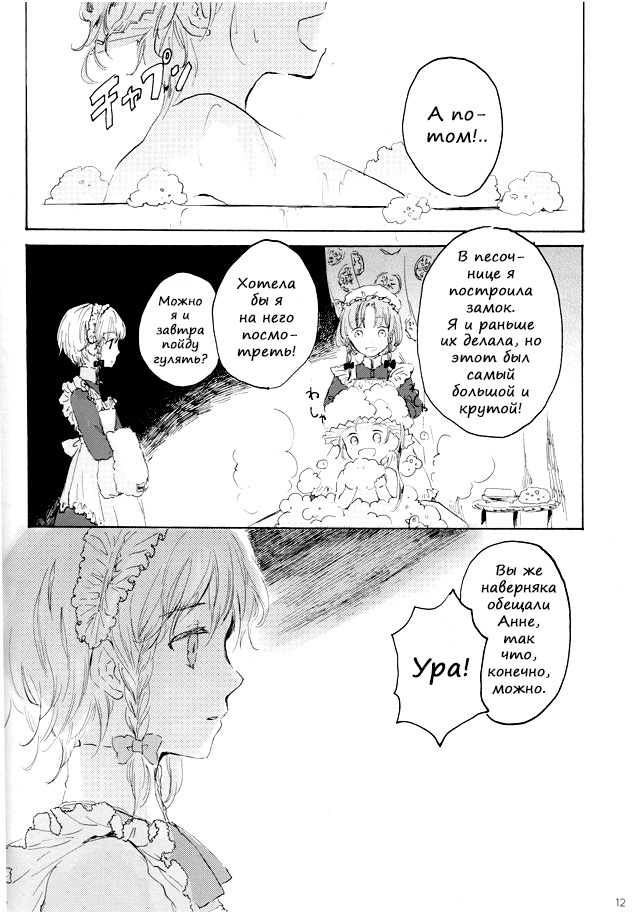 А по-
том!..
チャプン
В песоч-
нице я
построила
замок.
Я и раньше
их делала, но
этот был
самый
большой и
крутой!
Хотела
бы я
на него
посмо-
треть!
Можно
я и
завтра
пойду
гулять?
わしゃ
Вы же
наверняка
обещали
Анне,
так
что,
конечно,
можно.
Ура!
12